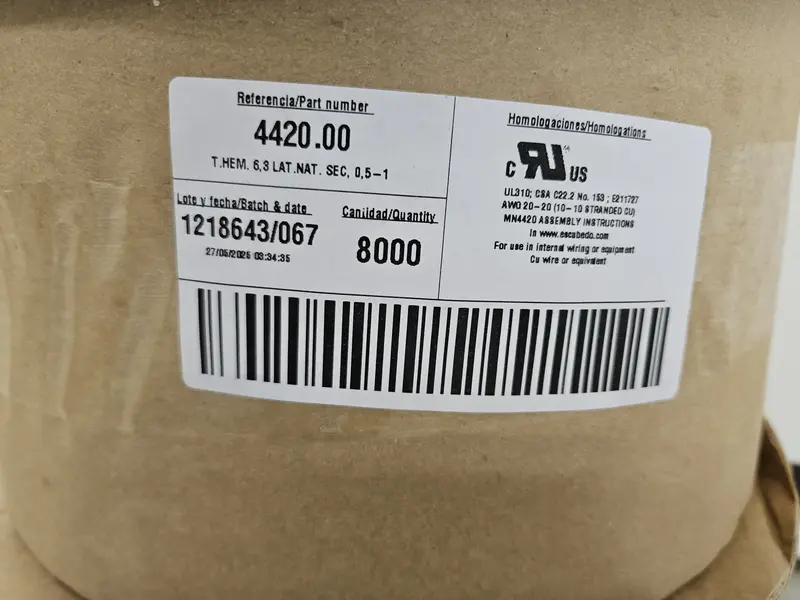 Referencia/Part number
4420.00
T.HEM. 6,3 LAT.NAT. SEC, 0,5-1
Lote y fecha/Batch & date
1218643/067
27/05/2025 03:34:35
Cantidad/Quantity
8000
Homologaciones/Homologations
c RU US
UL310; CSA C22.2 No. 153 ; E211727
AWG 20-20 (10-10 STRANDED CU)
MN4420 ASSEMBLY INSTRUCTIONS
in www.escabedo.com
For use in internal wiring or equipment
Cu wire or equivalent